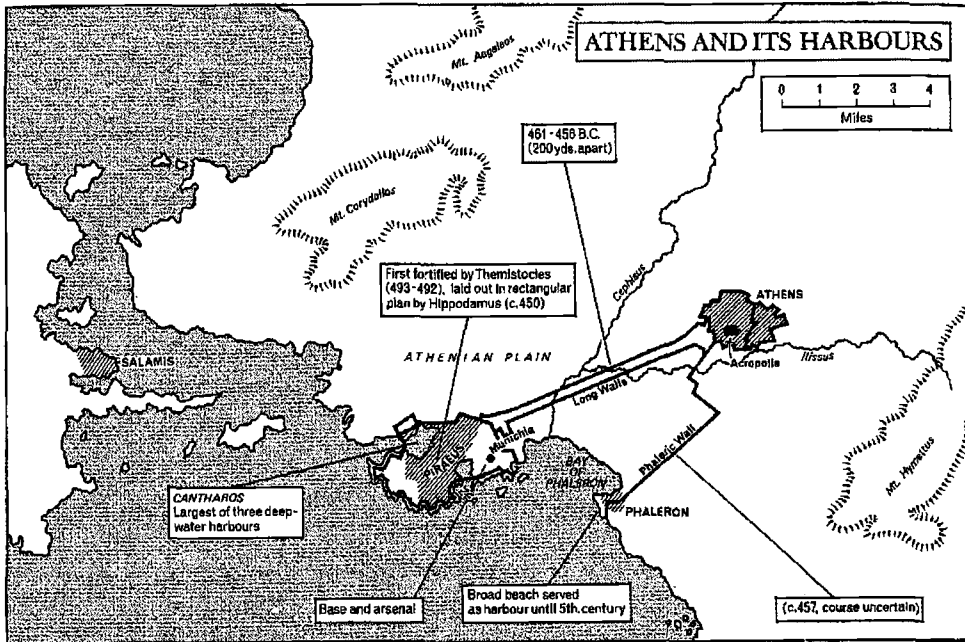 ATHENS AND ITS HARBOURS
0 1 2 3 4
Miles
Mt. Aegaleos
461-456 B.C.
(200yds. apart)
Mt. Corydallos
First fortified by Themistocles
(493-492), laid out in rectangular
plan by Hippodamus (c.450)
Cephisus
ATHENS
Acropolis
Ilissus
SALAMIS
ATHENIAN PLAIN
Long Walls
Phaleric Wall
Mt. Hymettus
PIRAEUS
Munichia
BAY
OF
PHALERON
PHALERON
CANTHAROS
Largest of three deep-
water harbours
Base and arsenal
Broad beach served
as harbour until 5th. century
(c.457, course uncertain)